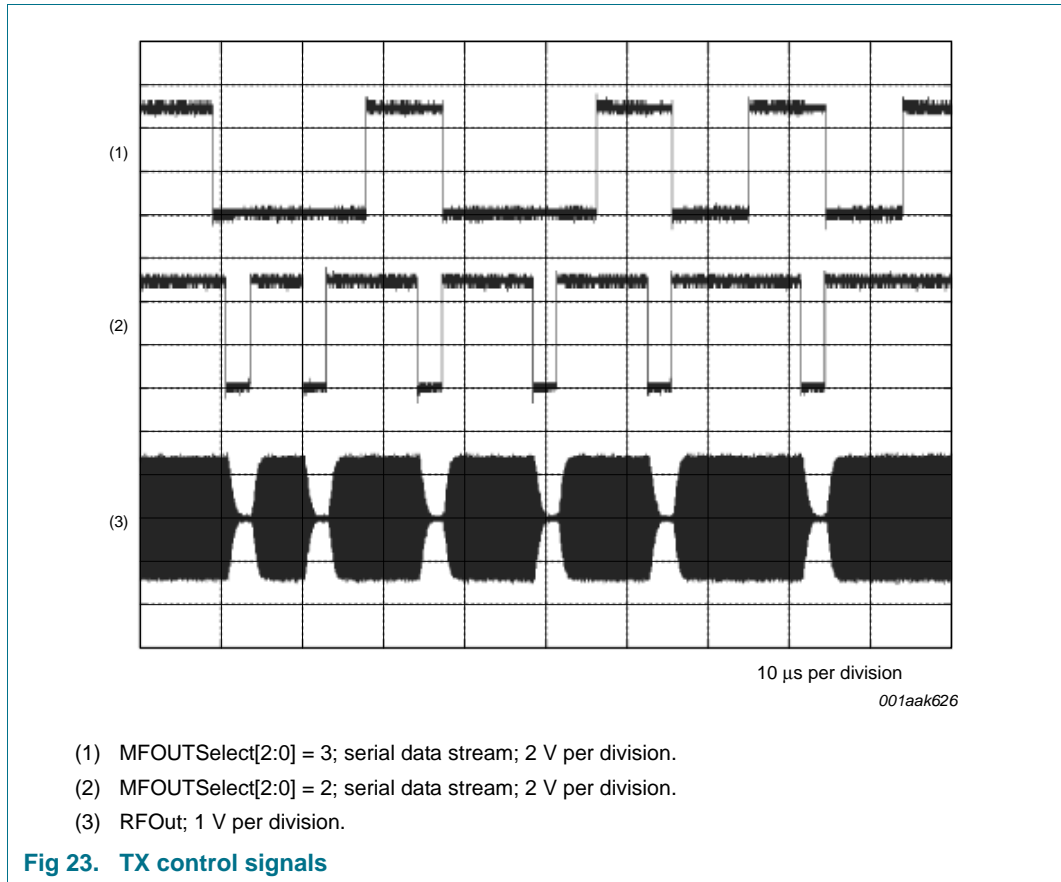 (1)
(2)
(3)
10 μs per division
001aak626
(1) MFOUTSelect[2:0] = 3; serial data stream; 2 V per division.
(2) MFOUTSelect[2:0] = 2; serial data stream; 2 V per division.
(3) RFOut; 1 V per division.
Fig 23. TX control signals